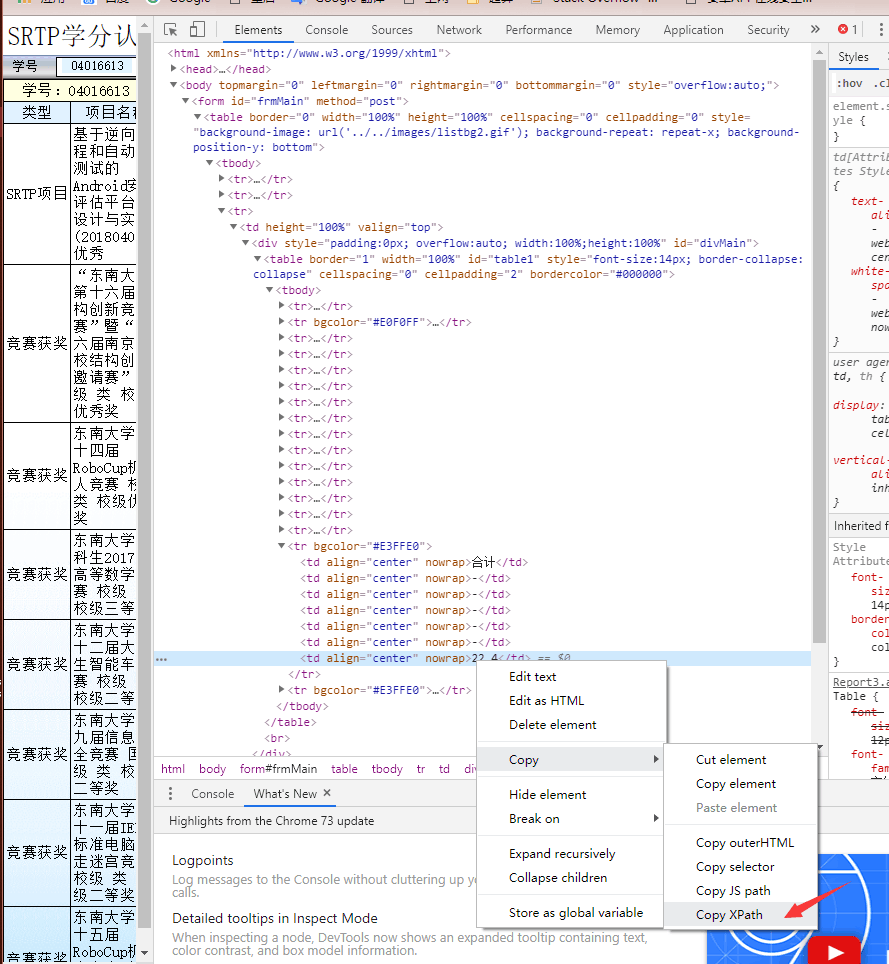 SRTP学分认
学号 04016613
学号：04016613
类型 项目名称
SRTP项目
基于逆向
程和自动
测试的
Android安
评估平台
设计与实
(2018040
优秀
竞赛获奖
“东南大
第十六届
构创新竞
赛”暨“
六届南京
校结构创
邀请赛”
级 类 校
优秀奖
竞赛获奖
东南大学
十四届
RoboCup机
人竞赛 校
类 校级优
奖
竞赛获奖
东南大学
科生2017
高等数学
赛 校级
校级三等
竞赛获奖
东南大学
十二届大
生智能车
赛 校级
校级二等
竞赛获奖
东南大学
九届信息
全竞赛 国
级 类 校
二等奖
竞赛获奖
东南大学
十一届IE
标准电脑
走迷宫竞
校级 类
级二等奖
竞赛获奖
东南大学
十五届
RoboCup机
Elements Console Sources Network Performance Memory Application Security » 1
<html xmlns="http://www.w3.org/1999/xhtml">
<head>…</head>
<body topmargin="0" leftmargin="0" rightmargin="0" bottommargin="0" style="overflow:auto;">
<form id="frmMain" method="post">
<table border="0" width="100%" height="100%" cellspacing="0" cellpadding="0" style=
"background-image: url('../../images/listbg2.gif'); background-repeat: repeat-x; background-
position-y: bottom">
<tbody>
<tr>…</tr>
<tr>…</tr>
<tr>
<td height="100%" valign="top">
<div style="padding:0px; overflow:auto; width:100%;height:100%" id="divMain">
<table border="1" width="100%" id="table1" style="font-size:14px; border-collapse:
collapse" cellspacing="0" cellpadding="2" bordercolor="#000000">
<tbody>
<tr>…</tr>
<tr bgcolor="#E0F0FF">…</tr>
<tr>…</tr>
<tr>…</tr>
<tr>…</tr>
<tr>…</tr>
<tr>…</tr>
<tr>…</tr>
<tr>…</tr>
<tr>…</tr>
<tr>…</tr>
<tr>…</tr>
<tr>…</tr>
<tr>…</tr>
<tr>…</tr>
<tr bgcolor="#E3FFE0">
<td align="center" nowrap>合计</td>
<td align="center" nowrap>-</td>
<td align="center" nowrap>-</td>
<td align="center" nowrap>-</td>
<td align="center" nowrap>-</td>
<td align="center" nowrap>-</td>
<td align="center" nowrap>22.4</td> == $0
</tr>
<tr bgcolor="#E3FFE0">…</tr>
</tbody>
</table>
<br>
</div>
html body form#frmMain table tbody tr td div
Edit text
Edit as HTML
Delete element
Copy
Hide element
Break on
Expand recursively
Collapse children
Store as global variable
Cut element
Copy element
Paste element
Copy outerHTML
Copy selector
Copy JS path
Copy XPath
Console What's New ×
Highlights from the Chrome 73 update
Logpoints
Log messages to the Console without cluttering up yo
calls.
Detailed tooltips in Inspect Mode
When inspecting a node, DevTools now shows an expanded tooltip containing text,
color contrast, and box model information.
Styles
:hov .cl
element.s
yle {
}
td[Attrib
tes Style
{
text-
ali
-
web
cen
white-
spa
-
web
now
}
user agen
td, th {
display:
tab
cel
vertical-
ali
inh
}
Inherited f
Style
Attribute
font-
siz
14p
border
col
col
}
Report3.a
Table {
font-
siz
12p
font-
fam